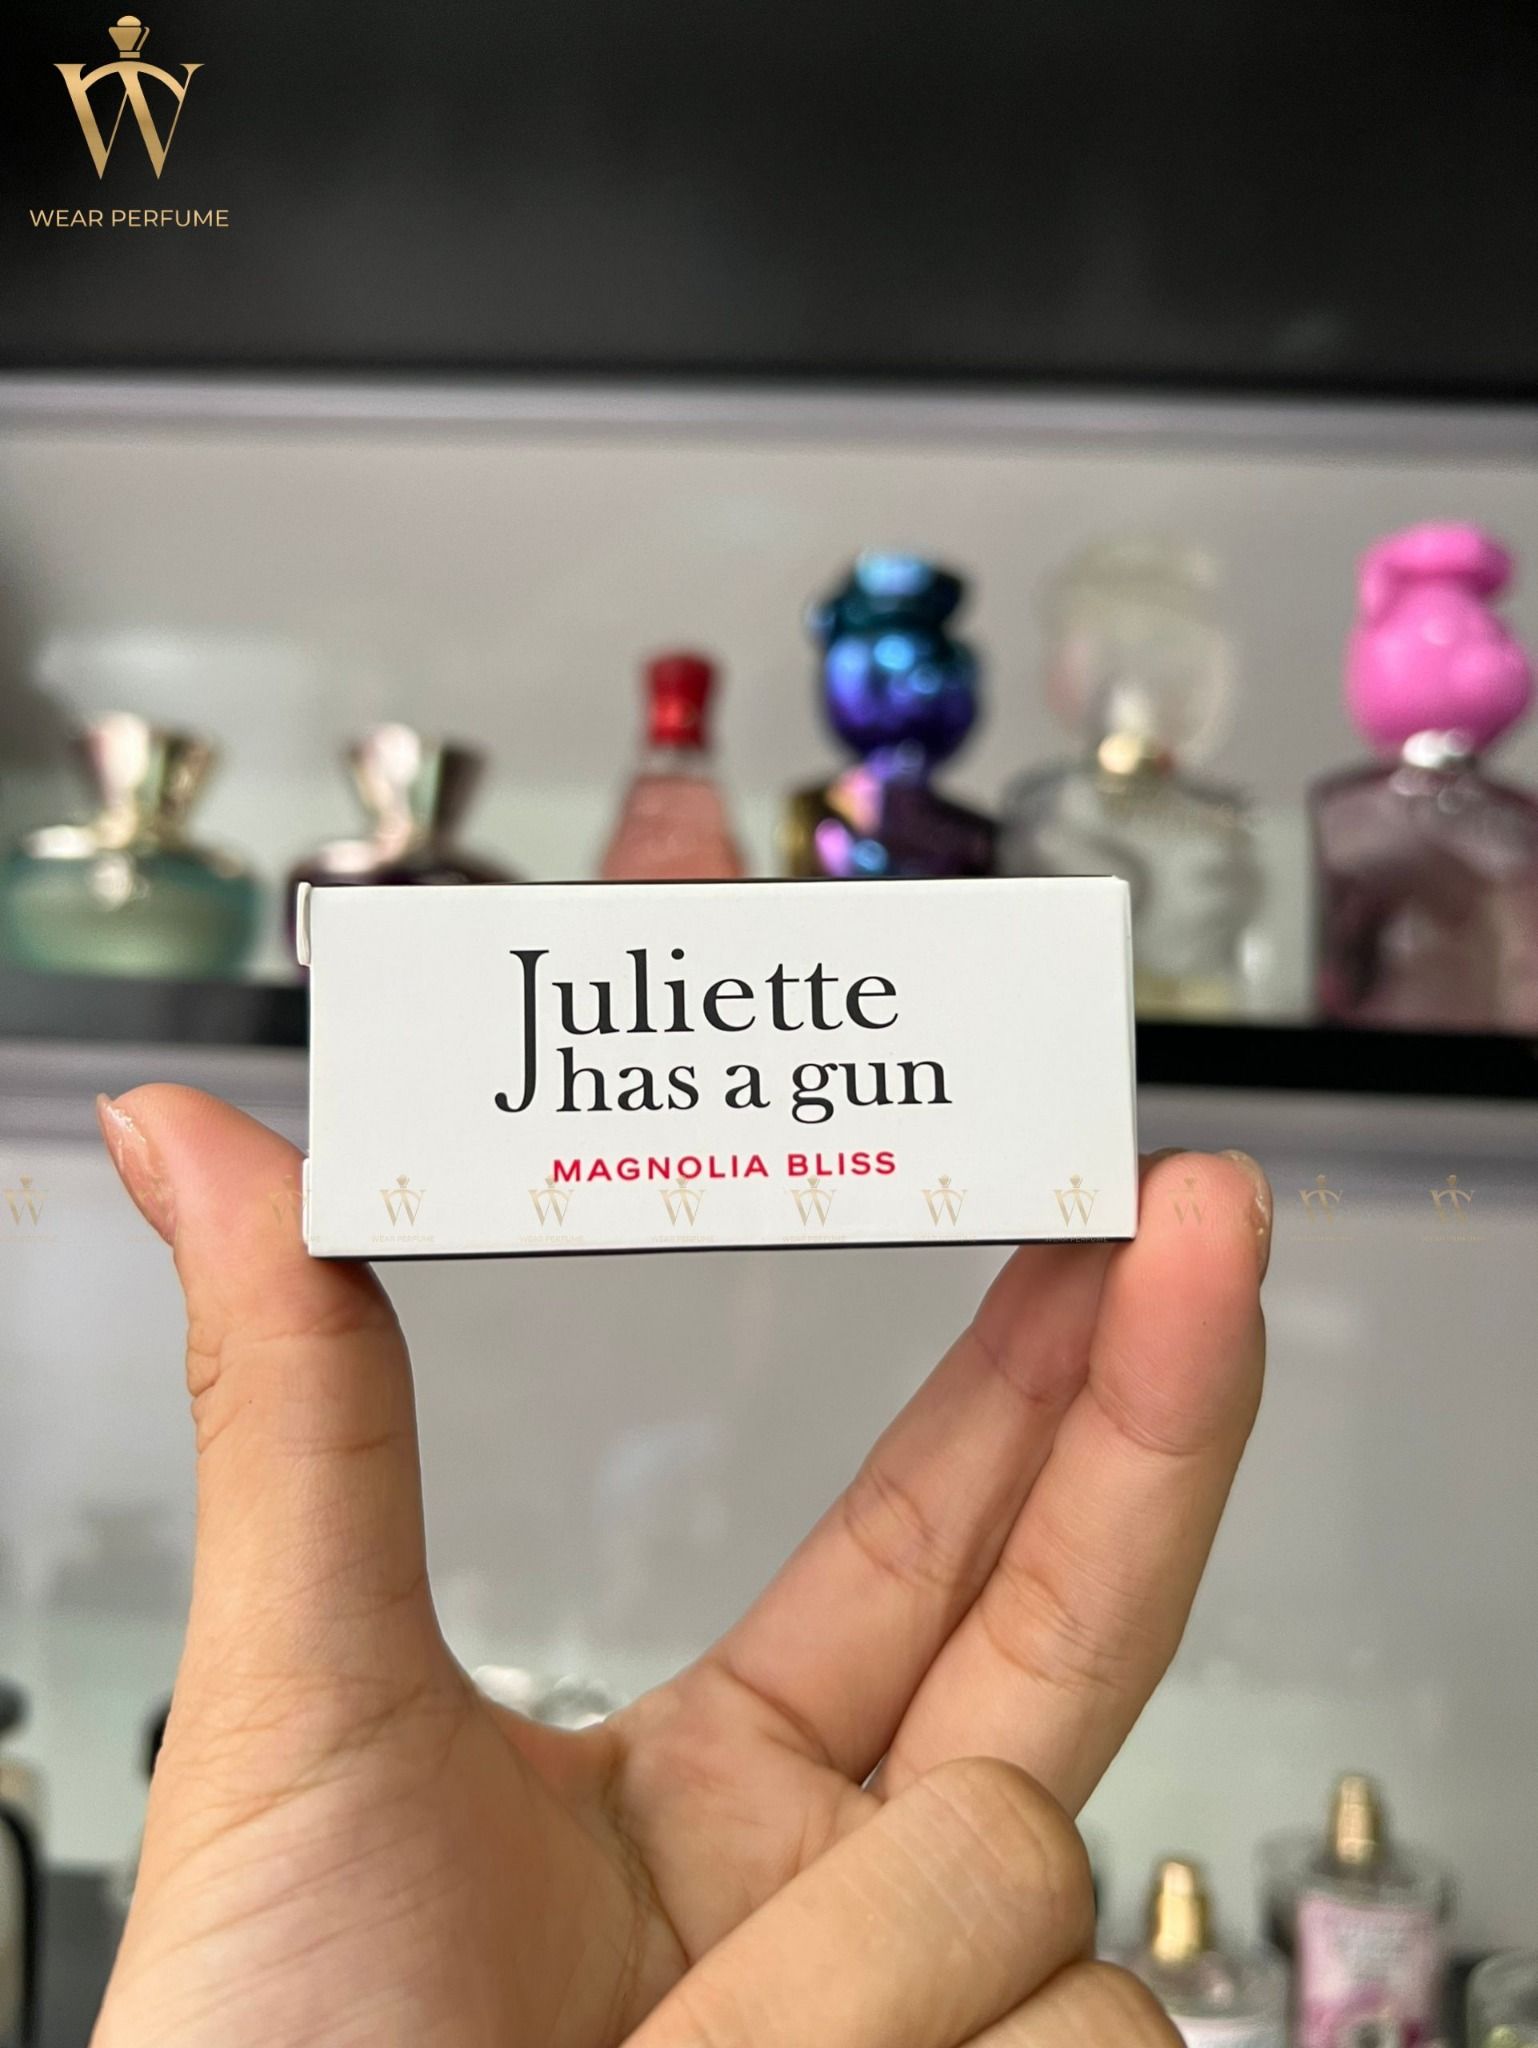 WEAR PERFUME
Juliette
has a gun
MAGNOLIA BLISS